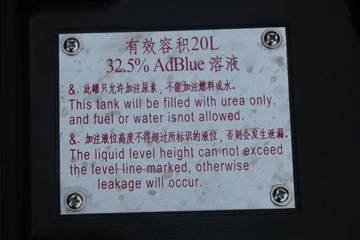 有效容积20L
32.5% AdBlue 溶液
&. 此罐只允许加注尿素，不能加注燃料或水。
This tank will be filled with urea only,
and fuel or water isnot allowed.
&. 加注液位高度不得超过所标识的液位，否则会发生泄漏。
The liquid level height can not exceed
the level line marked, otherwise
leakage will occur.